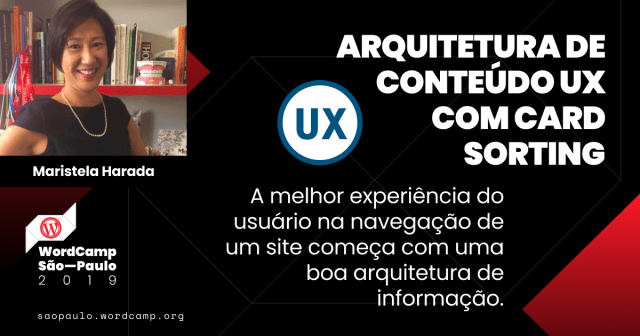 ARQUITETURA DE
CONTEÚDO UX
COM CARD
SORTING
UX
A melhor experiência do
usuário na navegação de
um site começa com uma
boa arquitetura de
informação.
Maristela Harada
WordCamp
São—Paulo
2019
saopaulo.wordcamp.org